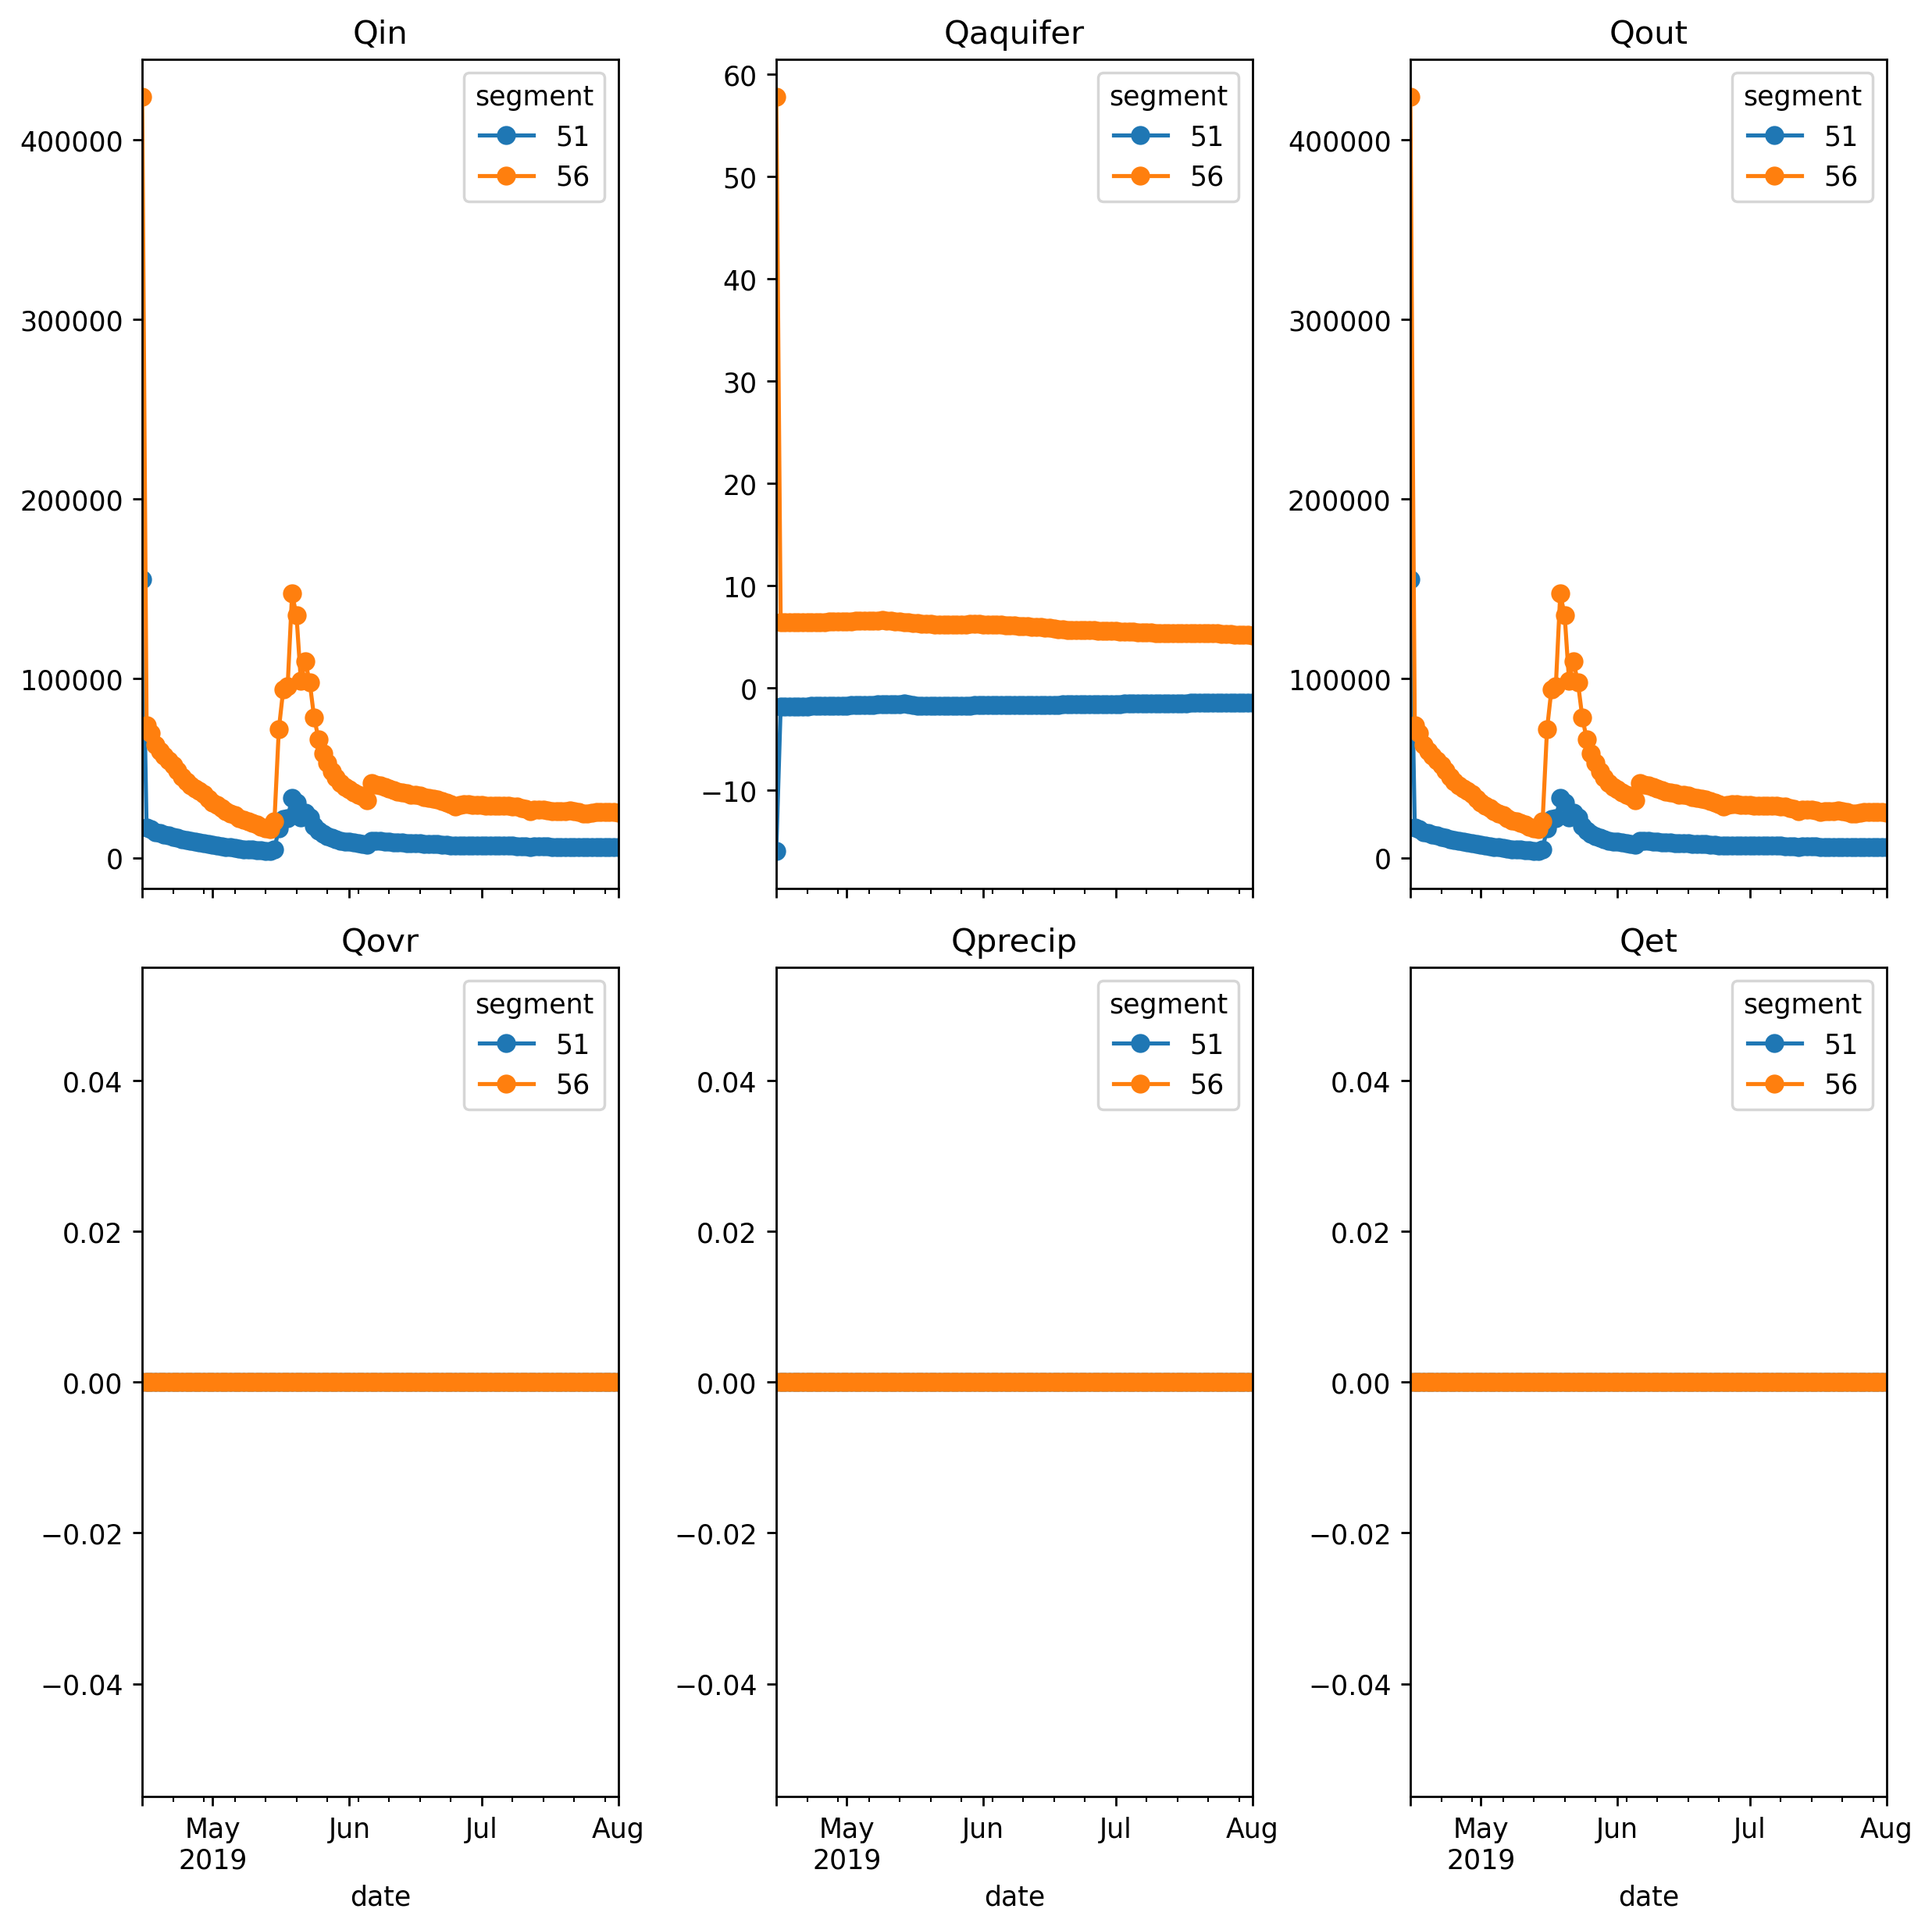 Qin
400000
300000
200000
100000
0
segment
51
56
Qaquifer
60
50
40
30
20
10
0
−10
segment
51
56
Qout
400000
300000
200000
100000
0
segment
51
56
Qovr
0.04
0.02
0.00
−0.02
−0.04
segment
51
56
May
2019
Jun
Jul
Aug
date
Qprecip
0.04
0.02
0.00
−0.02
−0.04
segment
51
56
May
2019
Jun
Jul
Aug
date
Qet
0.04
0.02
0.00
−0.02
−0.04
segment
51
56
May
2019
Jun
Jul
Aug
date